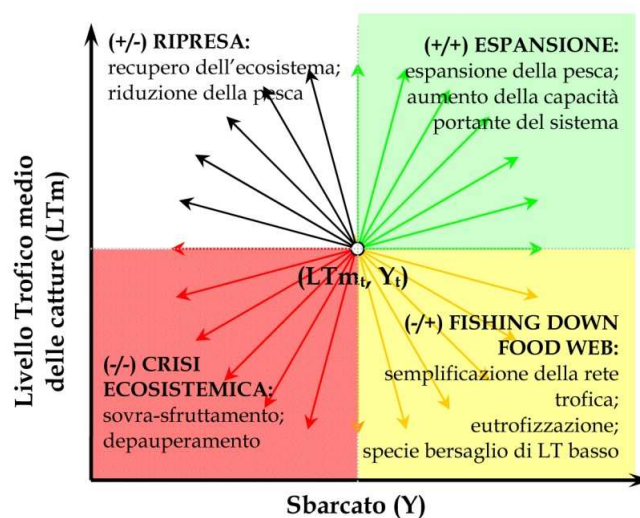 (+/-) RIPRESA:
recupero dell'ecosistema;
riduzione della pesca
(+/+) ESPANSIONE:
espansione della pesca;
aumento della capacità
portante del sistema
Livello Trofico medio
delle catture (LTm)
(LTmt, Yt)
(-/-) CRISI
ECOSISTEMICA:
sovra-sfruttamento;
depauperamento
(-/+) FISHING DOWN
FOOD WEB:
semplificazione della rete
trofica;
eutrofizzazione;
specie bersaglio di LT basso
Sbarcato (Y)